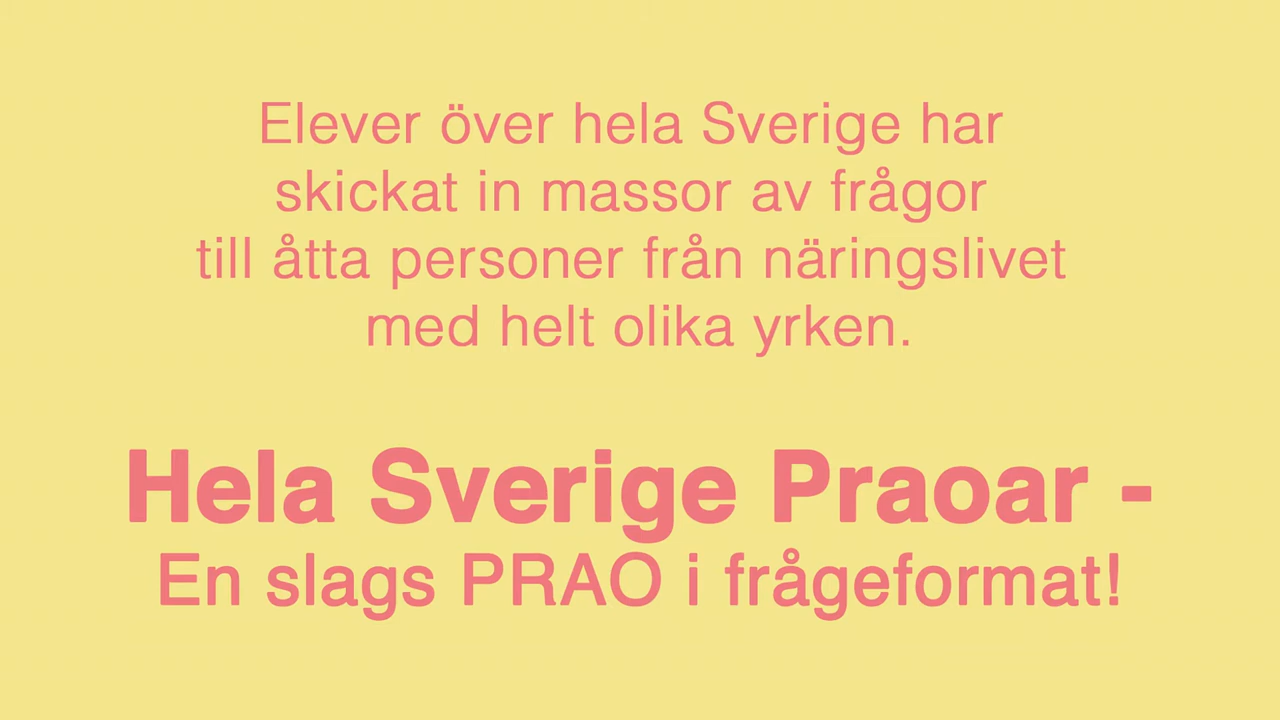 Elever över hela Sverige har
skickat in massor av frågor
till åtta personer från näringslivet
med helt olika yrken.
Hela Sverige Praoar -
En slags PRAO i frågeformat!